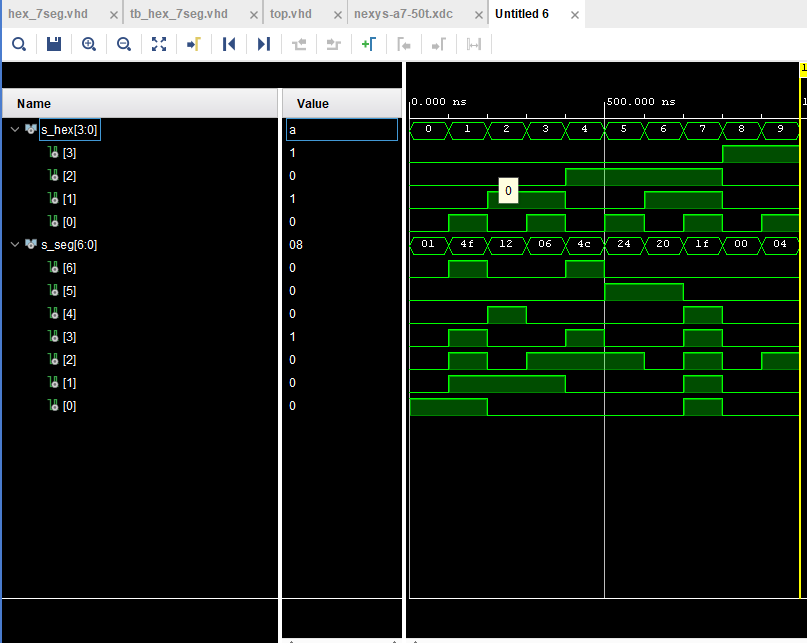 hex_7seg.vhd × tb_hex_7seg.vhd × top.vhd × nexys-a7-50t.xdc × Untitled 6 ×
Name Value
0.000 ns 500.000 ns
s_hex[3:0] a 0 1 2 3 4 5 6 7 8 9
[3] 1
[2] 0
[1] 1
0
[0] 0
s_seg[6:0] 08 01 4f 12 06 4c 24 20 1f 00 04
[6] 0
[5] 0
[4] 0
[3] 1
[2] 0
[1] 0
[0] 0